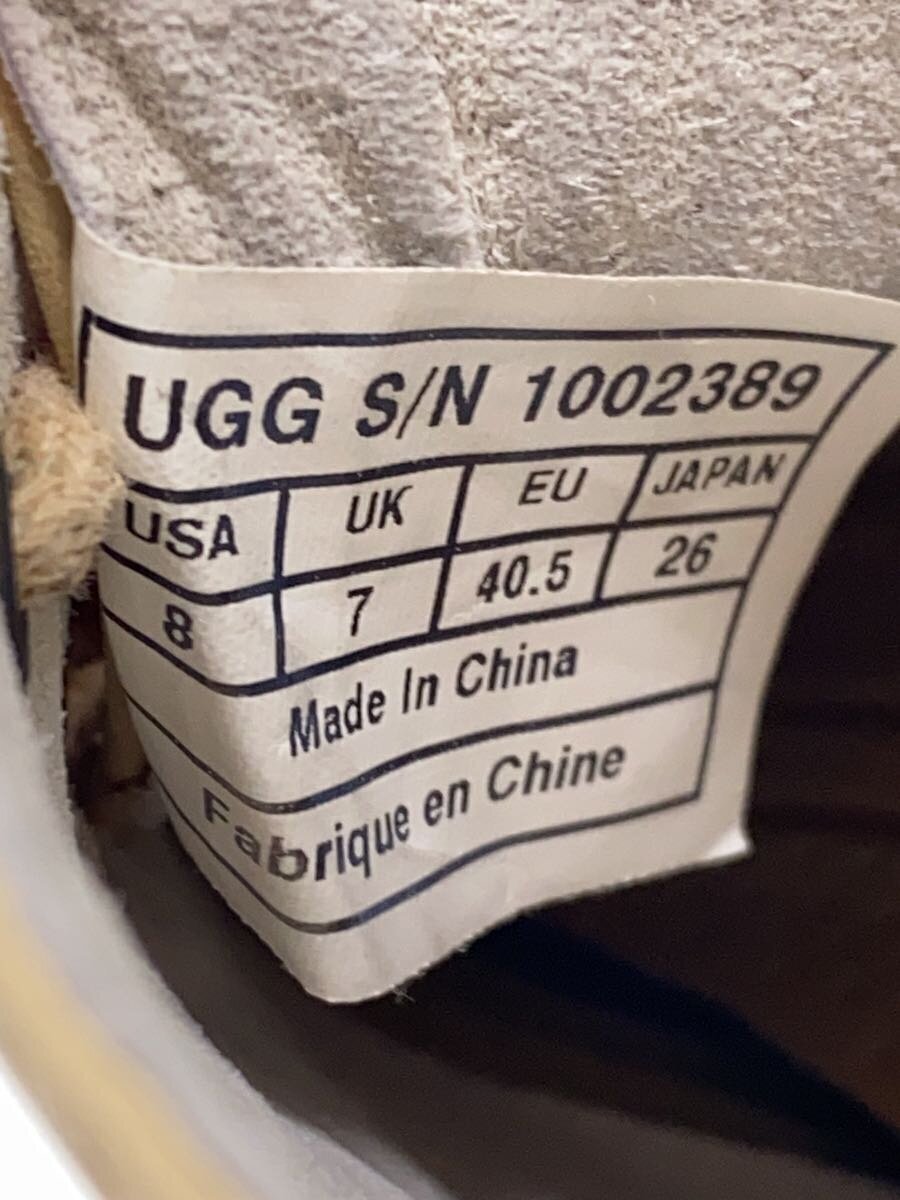 UGG S/N 1002389
USA UK EU JAPAN
8 7 40.5 26
Made In China
Fabrique en Chine